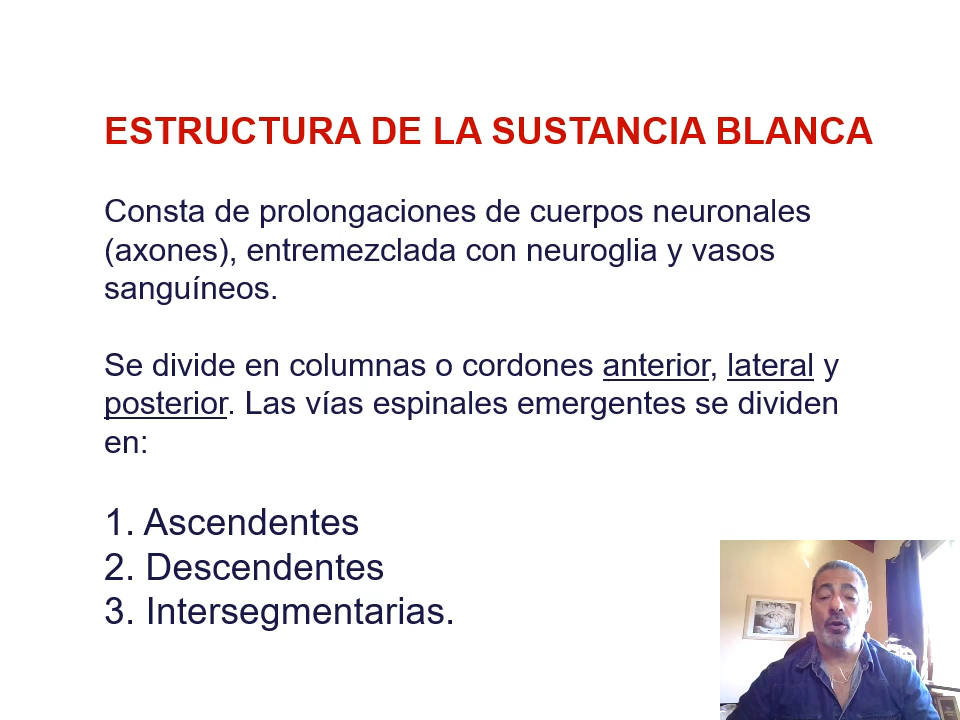 ESTRUCTURA DE LA SUSTANCIA BLANCA
Consta de prolongaciones de cuerpos neuronales
(axones), entremezclada con neuroglia y vasos
sanguíneos.
Se divide en columnas o cordones anterior, lateral y
posterior. Las vías espinales emergentes se dividen
en:
1. Ascendentes
2. Descendentes
3. Intersegmentarias.